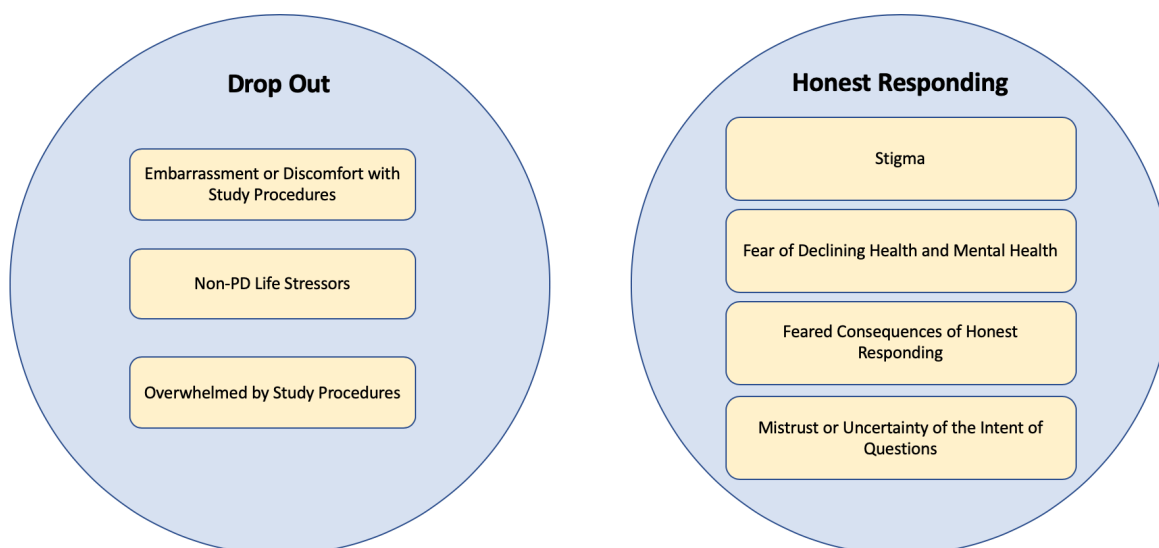 Drop Out
Embarrassment or Discomfort with
Study Procedures
Non-PD Life Stressors
Overwhelmed by Study Procedures
Honest Responding
Stigma
Fear of Declining Health and Mental Health
Feared Consequences of Honest
Responding
Mistrust or Uncertainty of the Intent of
Questions